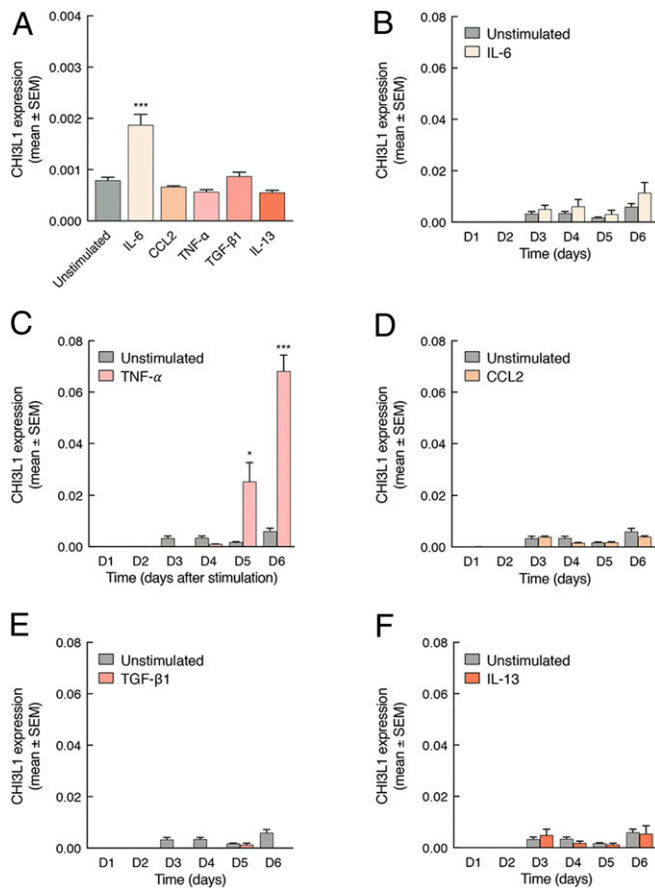 A
CHI3L1 expression
(mean ± SEM)
0.004
0.003
0.002
0.001
0.000
***
Unstimulated
IL-6
CCL2
TNF-α
TGF-β1
IL-13
B
CHI3L1 expression
(mean ± SEM)
0.08
0.06
0.04
0.02
0.00
Unstimulated
IL-6
D1 D2 D3 D4 D5 D6
Time (days)
C
CHI3L1 expression
(mean ± SEM)
0.08
0.06
0.04
0.02
0.00
Unstimulated
TNF-α
*
***
D1 D2 D3 D4 D5 D6
Time (days after stimulation)
D
CHI3L1 expression
(mean ± SEM)
0.08
0.06
0.04
0.02
0.00
Unstimulated
CCL2
D1 D2 D3 D4 D5 D6
Time (days)
E
CHI3L1 expression
(mean ± SEM)
0.08
0.06
0.04
0.02
0.00
Unstimulated
TGF-β1
D1 D2 D3 D4 D5 D6
Time (days)
F
CHI3L1 expression
(mean ± SEM)
0.08
0.06
0.04
0.02
0.00
Unstimulated
IL-13
D1 D2 D3 D4 D5 D6
Time (days)